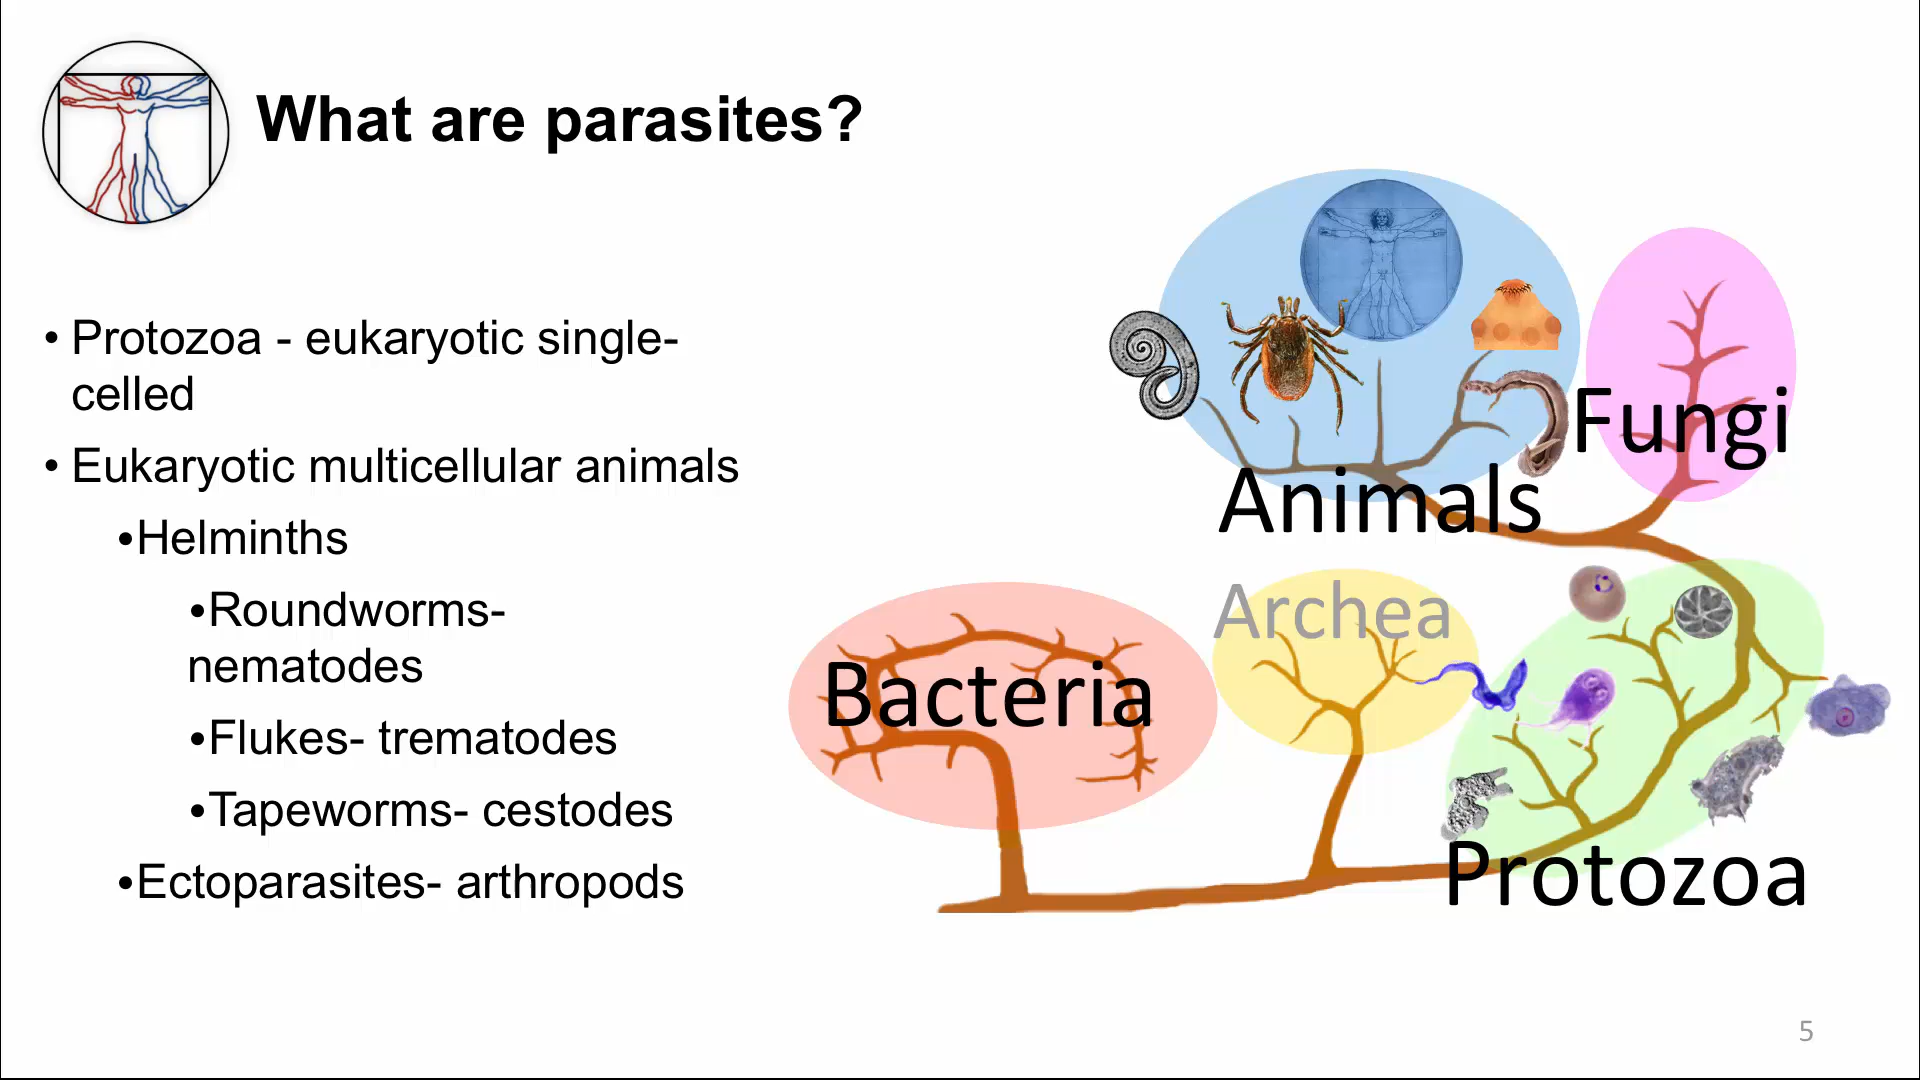 What are parasites?
• Protozoa - eukaryotic single-
celled
• Eukaryotic multicellular animals
•Helminths
•Roundworms-
nematodes
•Flukes- trematodes
•Tapeworms- cestodes
•Ectoparasites- arthropods
Fungi
Animals
Archea
Bacteria
Protozoa
5